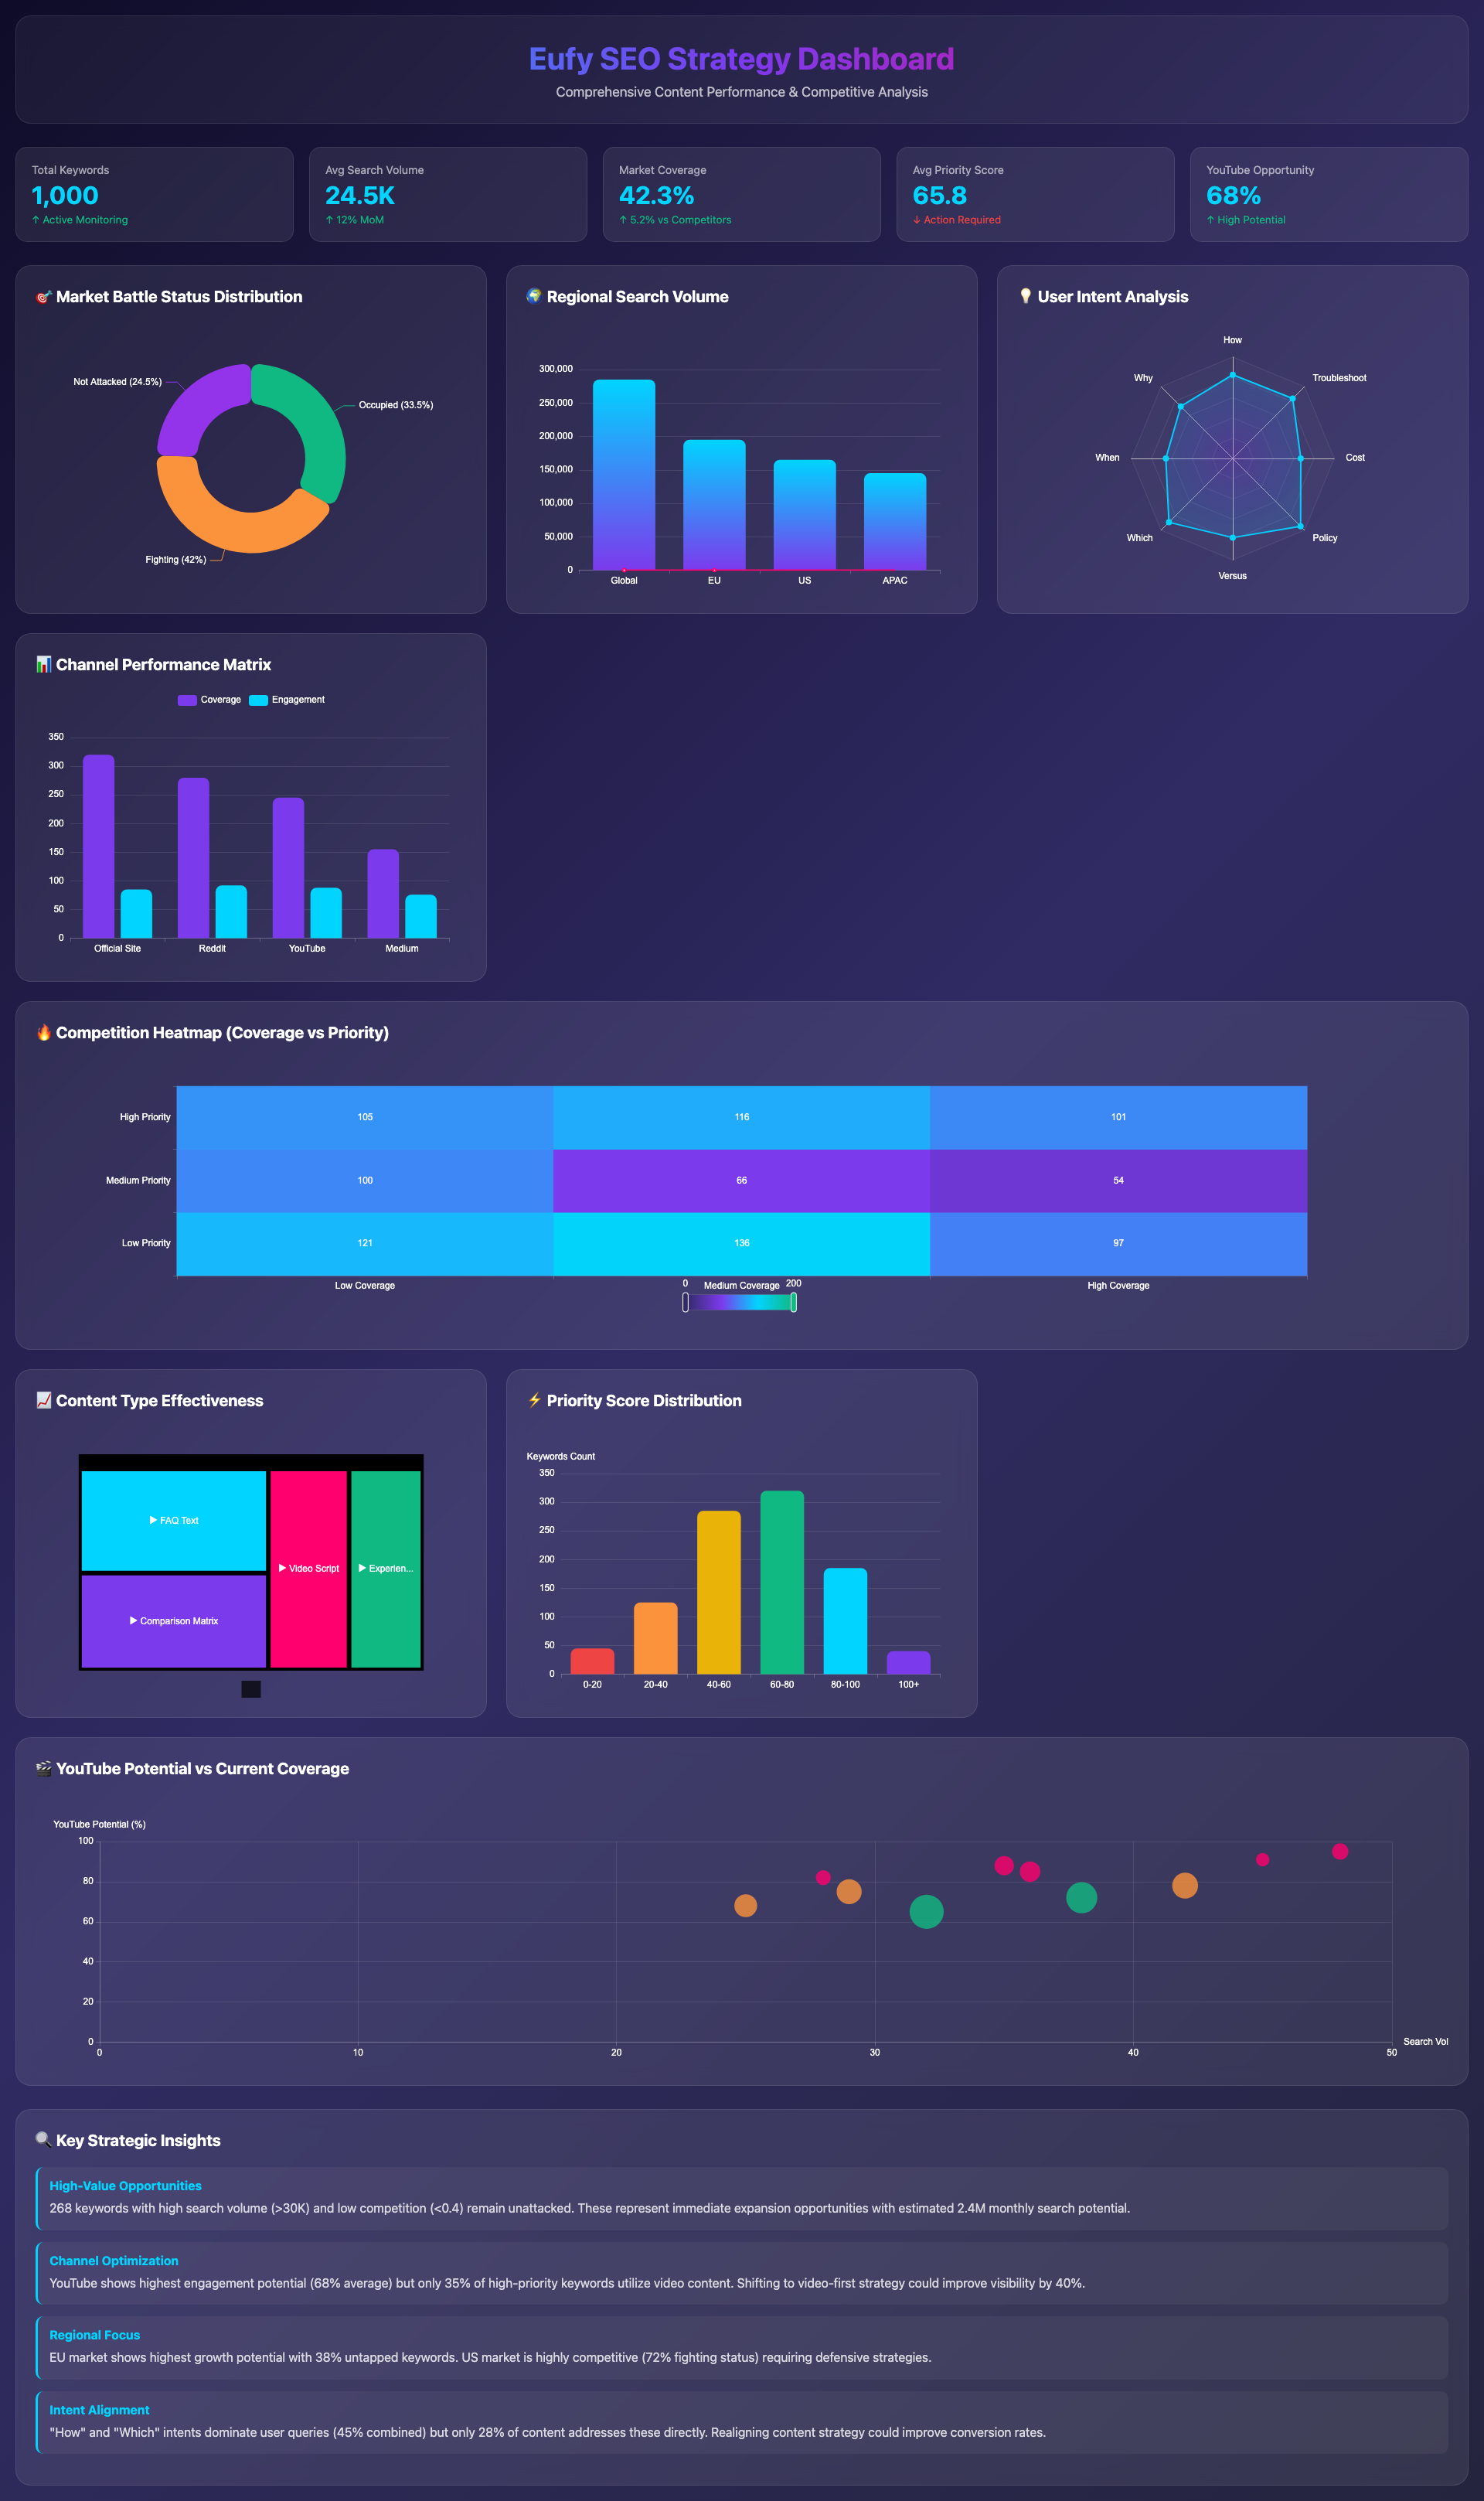 Eufy SEO Strategy Dashboard
Comprehensive Content Performance & Competitive Analysis
Total Keywords
1,000
↑ Active Monitoring
Avg Search Volume
24.5K
↑ 12% MoM
Market Coverage
42.3%
↑ 5.2% vs Competitors
Avg Priority Score
65.8
↓ Action Required
YouTube Opportunity
68%
↑ High Potential
🎯 Market Battle Status Distribution
Not Attacked (24.5%)
Occupied (33.5%)
Fighting (42%)
🌍 Regional Search Volume
300,000
250,000
200,000
150,000
100,000
50,000
0
Global
EU
US
APAC
💡 User Intent Analysis
How
Why
Troubleshoot
When
Cost
Which
Policy
Versus
📊 Channel Performance Matrix
Coverage
Engagement
350
300
250
200
150
100
50
0
Official Site
Reddit
YouTube
Medium
🔥 Competition Heatmap (Coverage vs Priority)
High Priority
105
116
101
Medium Priority
100
66
54
Low Priority
121
136
97
Low Coverage
Medium Coverage
High Coverage
0
200
📈 Content Type Effectiveness
▶ FAQ Text
▶ Comparison Matrix
▶ Video Script
▶ Experien...
⚡ Priority Score Distribution
Keywords Count
350
300
250
200
150
100
50
0
0-20
20-40
40-60
60-80
80-100
100+
🎬 YouTube Potential vs Current Coverage
YouTube Potential (%)
100
80
60
40
20
0
0
10
20
30
40
50
Search Vol
🔍 Key Strategic Insights
High-Value Opportunities
268 keywords with high search volume (>30K) and low competition (<0.4) remain unattacked. These represent immediate expansion opportunities with estimated 2.4M monthly search potential.
Channel Optimization
YouTube shows highest engagement potential (68% average) but only 35% of high-priority keywords utilize video content. Shifting to video-first strategy could improve visibility by 40%.
Regional Focus
EU market shows highest growth potential with 38% untapped keywords. US market is highly competitive (72% fighting status) requiring defensive strategies.
Intent Alignment
"How" and "Which" intents dominate user queries (45% combined) but only 28% of content addresses these directly. Realigning content strategy could improve conversion rates.